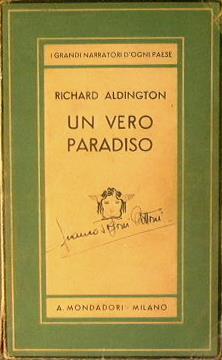 I GRANDI NARRATORI D'OGNI PAESE
RICHARD ALDINGTON
UN VERO
PARADISO
A. MONDADORI - MILANO